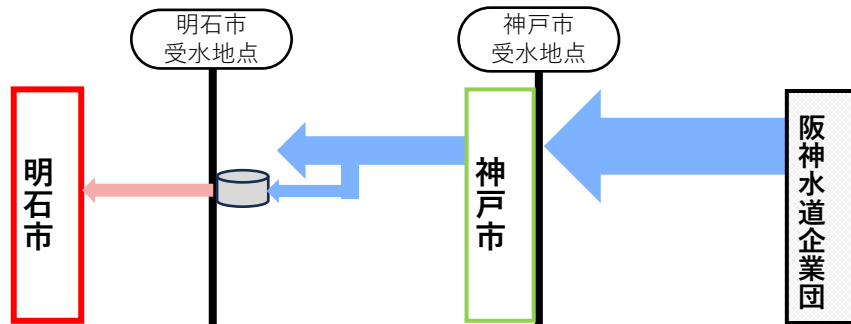 明石市
受水地点
神戸市
受水地点
明石市
神戸市
阪神水道企業団